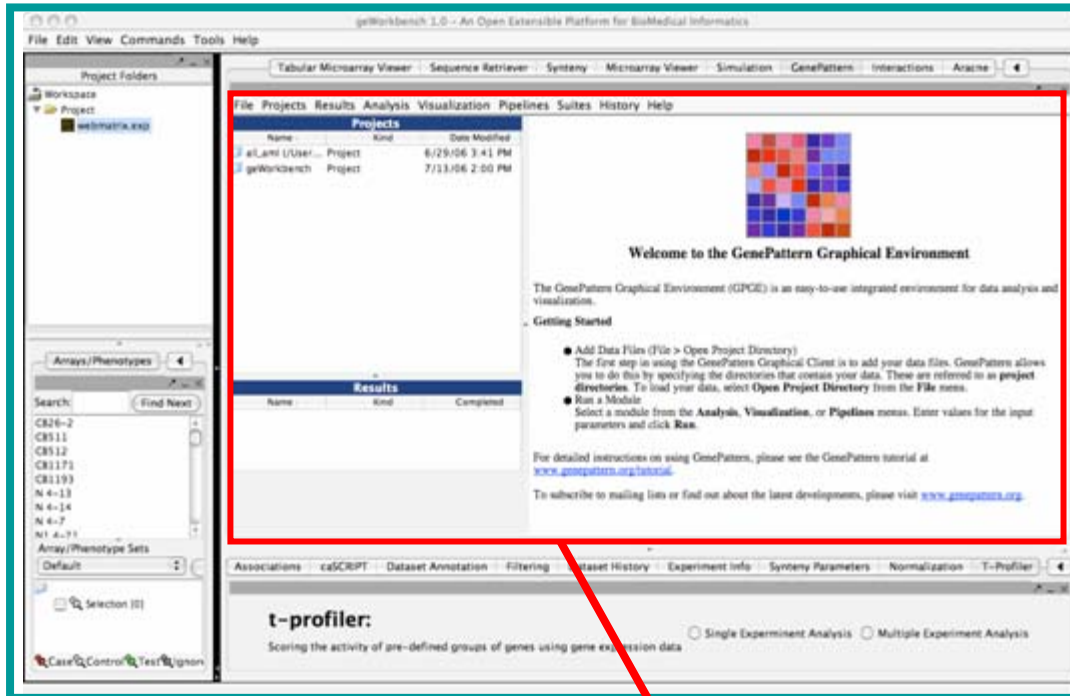 geWorkbench 1.0 - An Open Extensible Platform for BioMedical Informatics
File Edit View Commands Tools Help
Project Folders
Workspace
Project
webmatrix.exp
Tabular Microarray Viewer Sequence Retriever Synteny Microarray Viewer Simulation GenePattern Interactions Aracne
File Projects Results Analysis Visualization Pipelines Suites History Help
Projects
Name Kind Date Modified
all_aml (/User... Project 6/29/06 3:41 PM
geWorkbench Project 7/13/06 2:00 PM
Results
Name Kind Completed
Welcome to the GenePattern Graphical Environment
The GenePattern Graphical Environment (GPGE) is an easy-to-use integrated environment for data analysis and
visualization.
Getting Started
● Add Data Files (File > Open Project Directory)
The first step in using the GenePattern Graphical Client is to add your data files. GenePattern allows
you to do this by specifying the directories that contain your data. These are referred to as project
directories. To load your data, select Open Project Directory from the File menu.
● Run a Module
Select a module from the Analysis, Visualization, or Pipelines menus. Enter values for the input
parameters and click Run.
For detailed instructions on using GenePattern, please see the GenePattern tutorial at
www.genepattern.org/tutorial.
To subscribe to mailing lists or find out about the latest developments, please visit www.genepattern.org.
Arrays/Phenotypes
Search: Find Next
CB26-2
CB511
CB512
CB1171
CB1193
N 4-13
N 4-14
N 4-7
N1 4-21
Array/Phenotype Sets
Default
Selection [0]
Case Control Test Ignor
Associations caSCRIPT Dataset Annotation Filtering Dataset History Experiment Info Synteny Parameters Normalization T-Profiler
t-profiler:
Scoring the activity of pre-defined groups of genes using gene expression data
Single Experminent Analysis Multiple Experiment Analysis